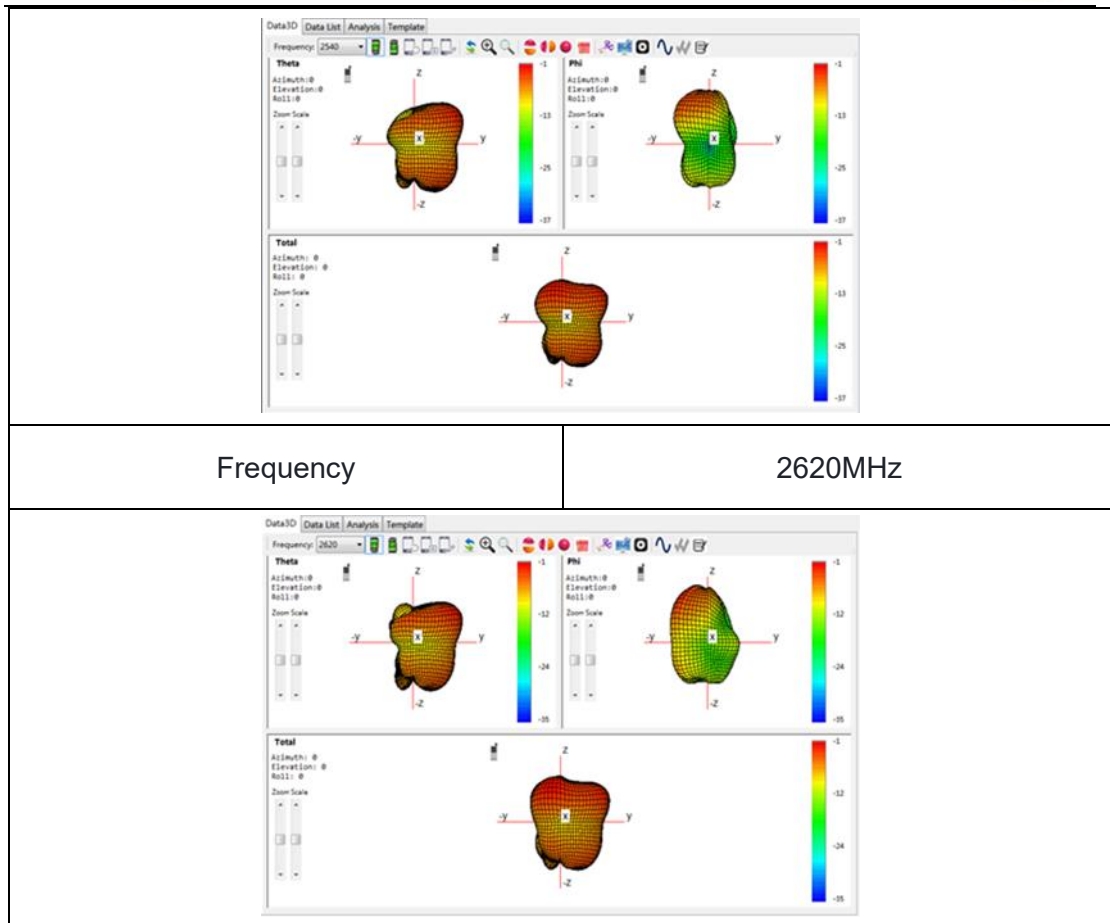 Data3D Data List Analysis Template
Frequency: 2540
Theta
Azimuth:0
Elevation:0
Roll:0
Zoom Scale
z
-y
x
y
-z
-1
-13
-25
-37
Phi
Azimuth:0
Elevation:0
Roll:0
Zoom Scale
z
-y
x
y
-z
-1
-13
-25
-37
Total
Azimuth: 0
Elevation: 0
Roll: 0
Zoom Scale
z
-y
x
y
-z
-1
-13
-25
-37
Frequency 2620MHz
Data3D Data List Analysis Template
Frequency: 2620
Theta
Azimuth:0
Elevation:0
Roll:0
Zoom Scale
z
-y
x
y
-z
-1
-12
-24
-35
Phi
Azimuth:0
Elevation:0
Roll:0
Zoom Scale
z
-y
x
y
-z
-1
-12
-24
-35
Total
Azimuth: 0
Elevation: 0
Roll: 0
Zoom Scale
z
-y
x
y
-z
-1
-12
-24
-35